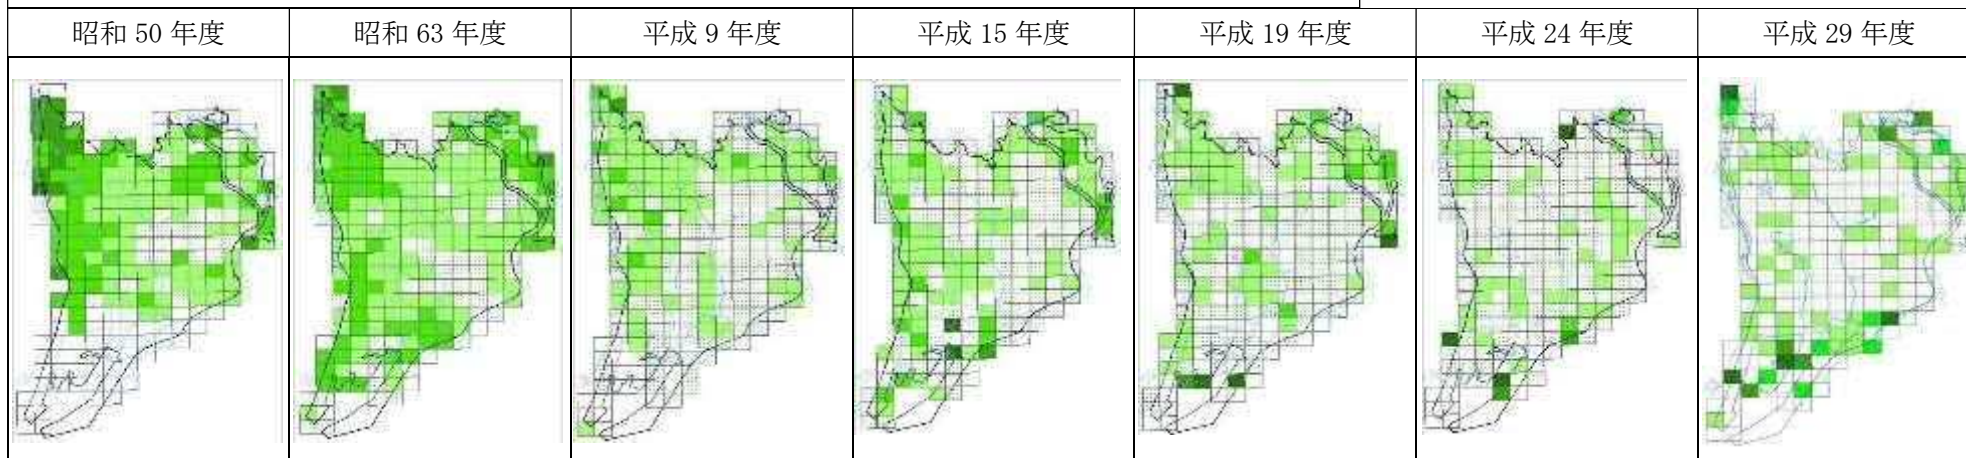 昭和 50 年度
昭和 63 年度
平成 9 年度
平成 15 年度
平成 19 年度
平成 24 年度
平成 29 年度